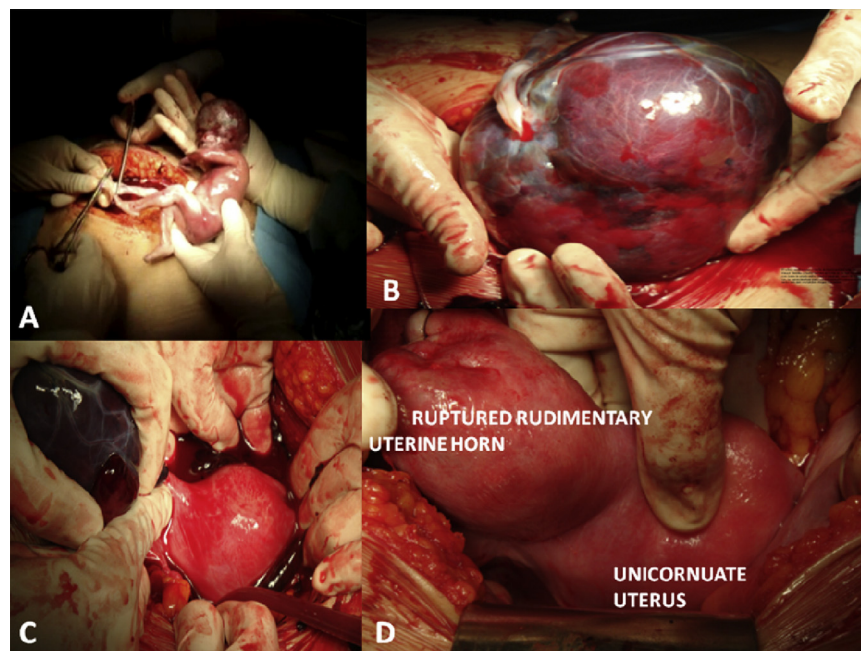 A
B
C
RUPTURED RUDIMENTARY
UTERINE HORN
UNICORNUATE
UTERUS
D